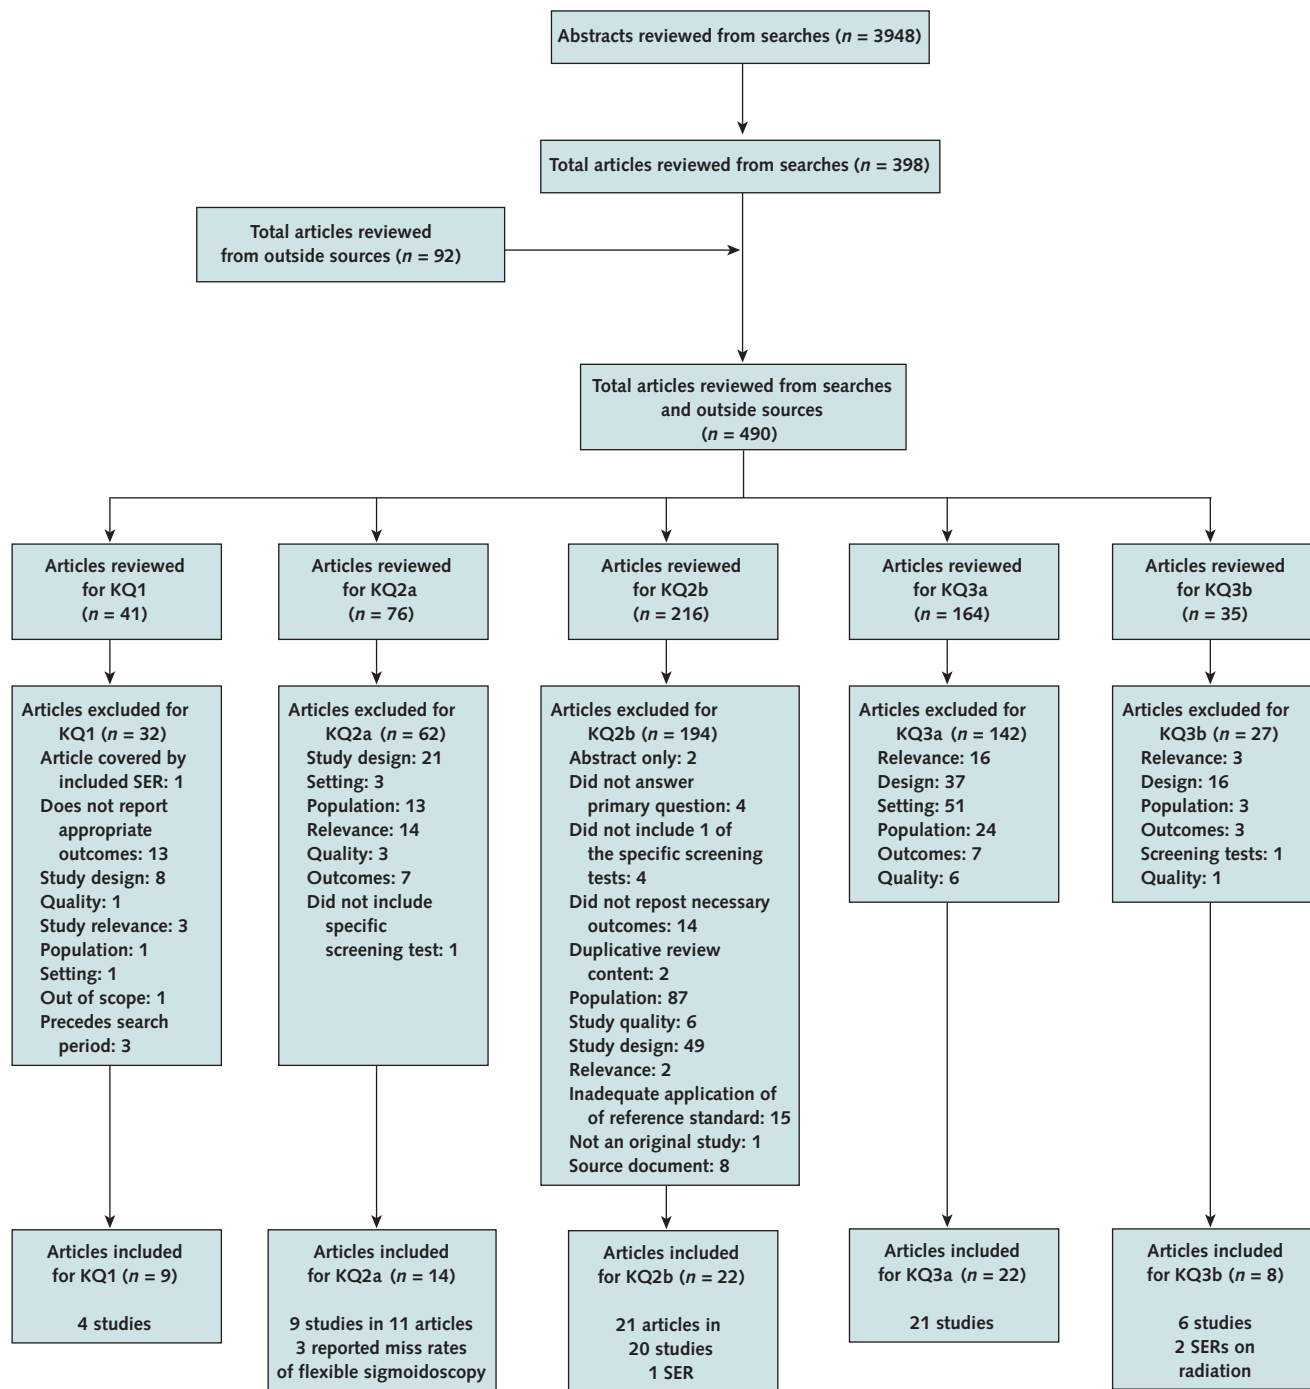 Abstracts reviewed from searches (n = 3948)
Total articles reviewed from searches (n = 398)
Total articles reviewed
from outside sources (n = 92)
Total articles reviewed from searches
and outside sources
(n = 490)
Articles reviewed
for KQ1
(n = 41)
Articles reviewed
for KQ2a
(n = 76)
Articles reviewed
for KQ2b
(n = 216)
Articles reviewed
for KQ3a
(n = 164)
Articles reviewed
for KQ3b
(n = 35)
Articles excluded for
KQ1 (n = 32)
Article covered by
included SER: 1
Does not report
appropriate
outcomes: 13
Study design: 8
Quality: 1
Study relevance: 3
Population: 1
Setting: 1
Out of scope: 1
Precedes search
period: 3
Articles excluded for
KQ2a (n = 62)
Study design: 21
Setting: 3
Population: 13
Relevance: 14
Quality: 3
Outcomes: 7
Did not include
specific
screening test: 1
Articles excluded for
KQ2b (n = 194)
Abstract only: 2
Did not answer
primary question: 4
Did not include 1 of
the specific screening
tests: 4
Did not repost necessary
outcomes: 14
Duplicative review
content: 2
Population: 87
Study quality: 6
Study design: 49
Relevance: 2
Inadequate application of
of reference standard: 15
Not an original study: 1
Source document: 8
Articles excluded for
KQ3a (n = 142)
Relevance: 16
Design: 37
Setting: 51
Population: 24
Outcomes: 7
Quality: 6
Articles excluded for
KQ3b (n = 27)
Relevance: 3
Design: 16
Population: 3
Outcomes: 3
Screening tests: 1
Quality: 1
Articles included
for KQ1 (n = 9)
4 studies
Articles included
for KQ2a (n = 14)
9 studies in 11 articles
3 reported miss rates
of flexible sigmoidoscopy
Articles included
for KQ2b (n = 22)
21 articles in
20 studies
1 SER
Articles included
for KQ3a (n = 22)
21 studies
Articles included
for KQ3b (n = 8)
6 studies
2 SERs on
radiation